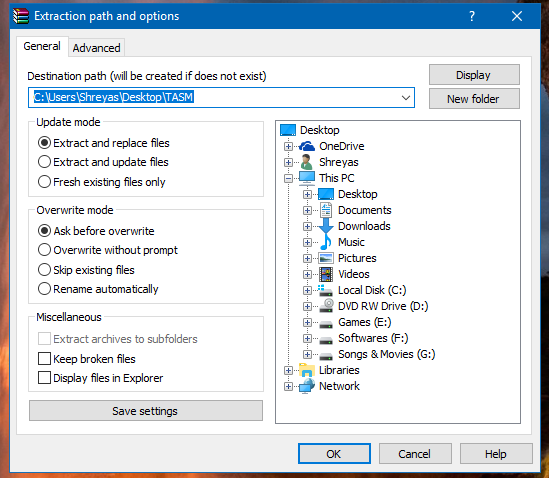 Extraction path and options
?
General
Advanced
Destination path (will be created if does not exist)
C:\Users\Shreyas\Desktop\TASM
Display
New folder
Update mode
Extract and replace files
Extract and update files
Fresh existing files only
Overwrite mode
Ask before overwrite
Overwrite without prompt
Skip existing files
Rename automatically
Miscellaneous
Extract archives to subfolders
Keep broken files
Display files in Explorer
Save settings
Desktop
OneDrive
Shreyas
This PC
Desktop
Documents
Downloads
Music
Pictures
Videos
Local Disk (C:)
DVD RW Drive (D:)
Games (E:)
Softwares (F:)
Songs & Movies (G:)
Libraries
Network
OK
Cancel
Help